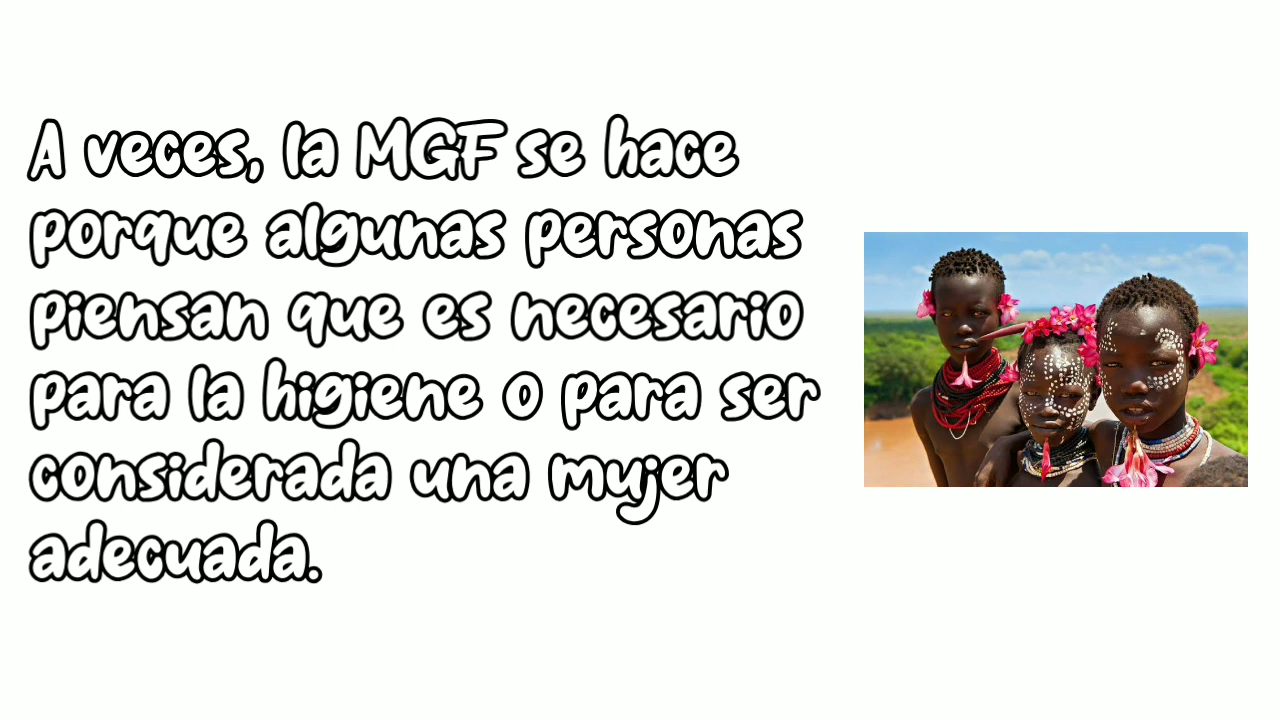 A veces, la MGF se hace
porque algunas personas
piensan que es necesario
para la higiene o para ser
considerada una mujer
adecuada.